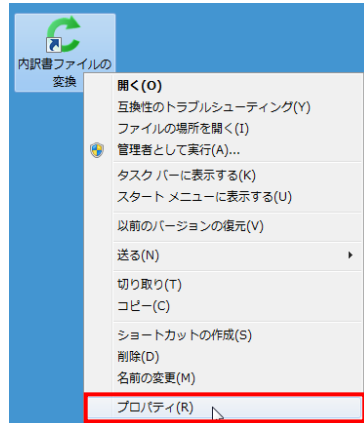 内訳書ファイルの
変換
開く(O)
互換性のトラブルシューティング(Y)
ファイルの場所を開く(I)
管理者として実行(A)...
タスク バーに表示する(K)
スタート メニューに表示する(U)
以前のバージョンの復元(V)
送る(N)
切り取り(T)
コピー(C)
ショートカットの作成(S)
削除(D)
名前の変更(M)
プロパティ(R)